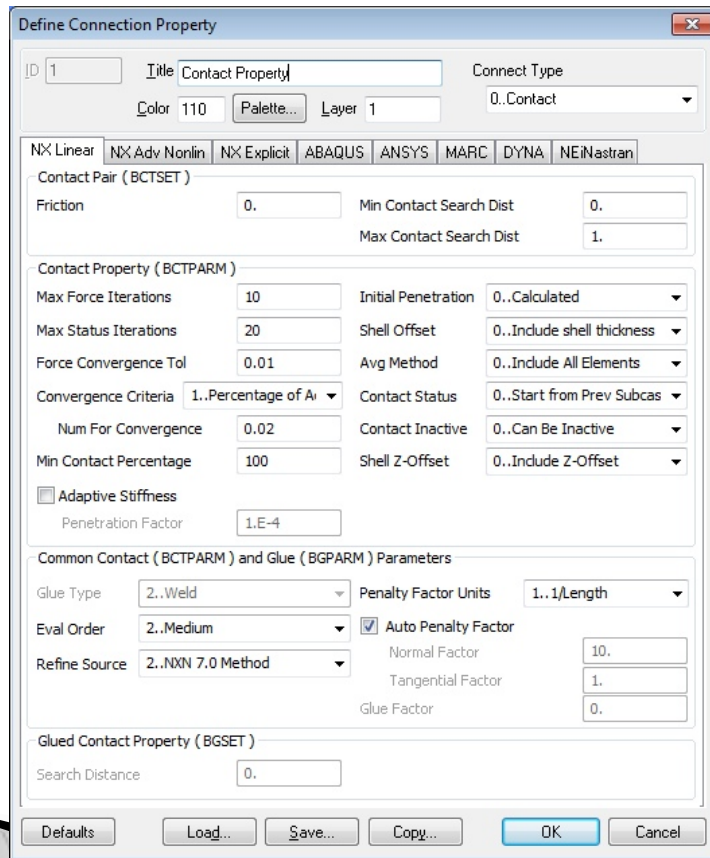 Define Connection Property
ID 1 Title Contact Property Connect Type
Color 110 Palette... Layer 1 0..Contact
NX Linear NX Adv Nonlin NX Explicit ABAQUS ANSYS MARC DYNA NEiNastran
Contact Pair ( BCTSET )
Friction 0. Min Contact Search Dist 0.
Max Contact Search Dist 1.
Contact Property ( BCTPARM )
Max Force Iterations 10 Initial Penetration 0..Calculated
Max Status Iterations 20 Shell Offset 0..Include shell thickness
Force Convergence Tol 0.01 Avg Method 0..Include All Elements
Convergence Criteria 1..Percentage of A Contact Status 0..Start from Prev Subcas
Num For Convergence 0.02 Contact Inactive 0..Can Be Inactive
Min Contact Percentage 100 Shell Z-Offset 0..Include Z-Offset
Adaptive Stiffness
Penetration Factor 1.E-4
Common Contact ( BCTPARM ) and Glue ( BGPARM ) Parameters
Glue Type 2..Weld Penalty Factor Units 1..1/Length
Eval Order 2..Medium Auto Penalty Factor
Refine Source 2..NXN 7.0 Method Normal Factor 10.
Tangential Factor 1.
Glue Factor 0.
Glued Contact Property ( BGSET )
Search Distance 0.
Defaults Load... Save... Copy... OK Cancel